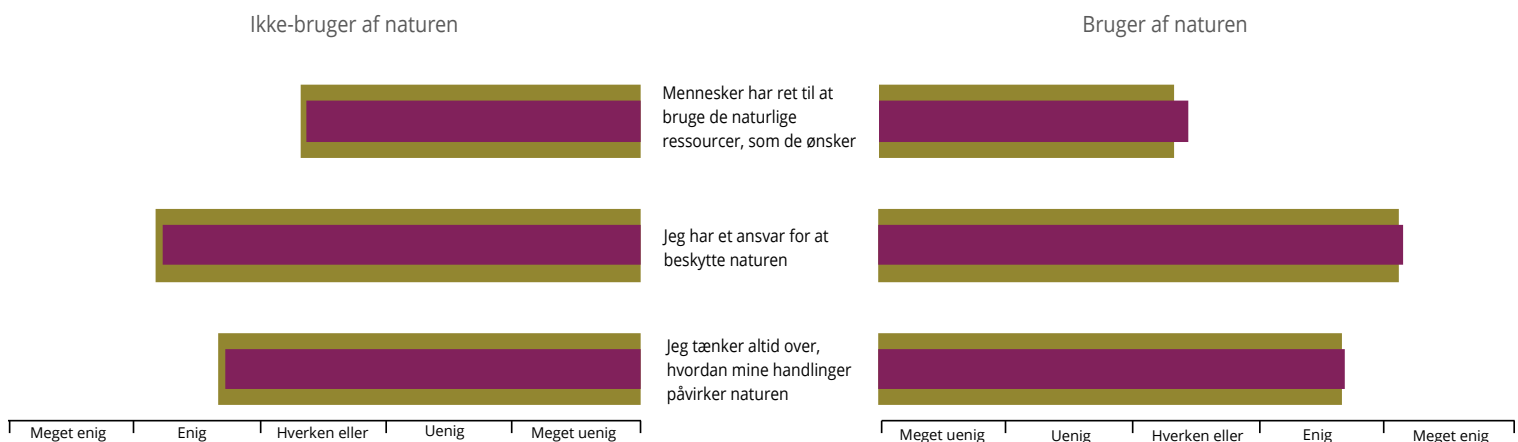 Ikke-bruger af naturen
Bruger af naturen
Mennesker har ret til at
bruge de naturlige
ressourcer, som de ønsker
Jeg har et ansvar for at
beskytte naturen
Jeg tænker altid over,
hvordan mine handlinger
påvirker naturen
Meget enig Enig Hverken eller Uenig Meget uenig
Meget uenig Uenig Hverken eller Enig Meget enig